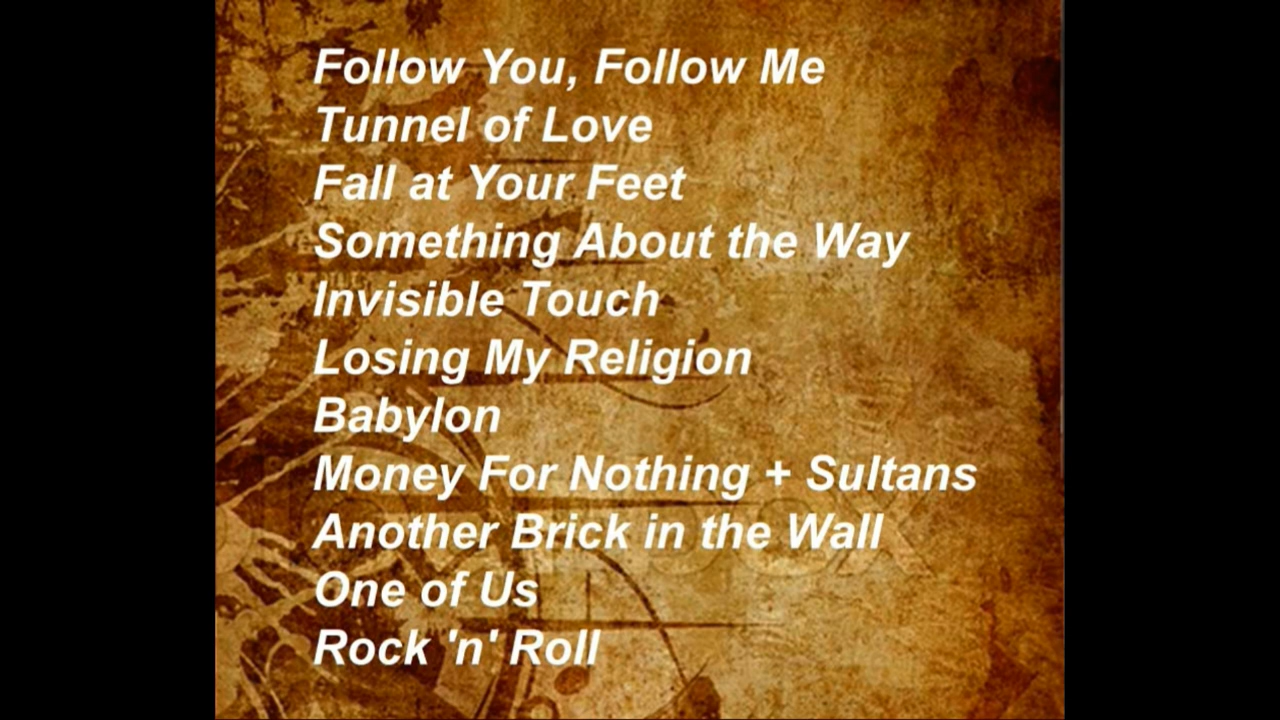 Follow You, Follow Me
Tunnel of Love
Fall at Your Feet
Something About the Way
Invisible Touch
Losing My Religion
Babylon
Money For Nothing + Sultans
Another Brick in the Wall
One of Us
Rock 'n' Roll